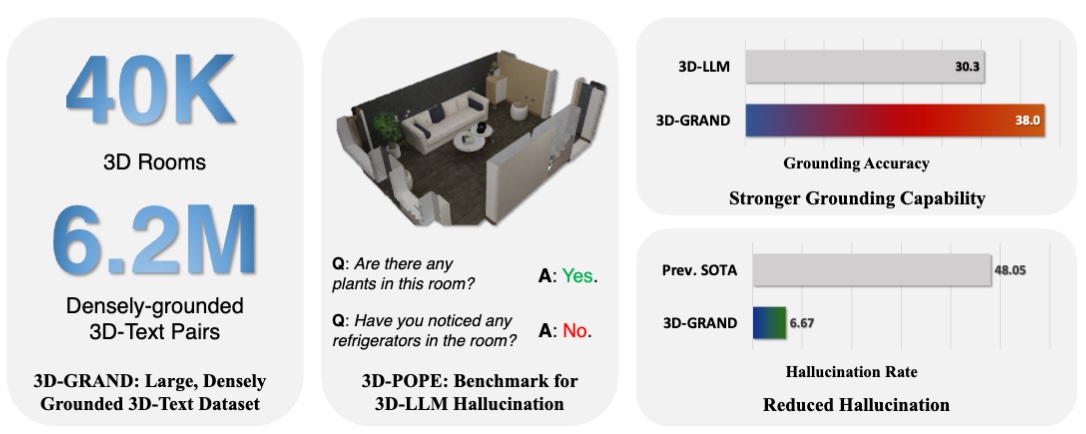 40K
3D Rooms
6.2M
Densely-grounded
3D-Text Pairs
3D-GRAND: Large, Densely
Grounded 3D-Text Dataset
Q: Are there any
plants in this room?
A: Yes.
Q: Have you noticed any
refrigerators in the room?
A: No.
3D-POPE: Benchmark for
3D-LLM Hallucination
3D-LLM
30.3
3D-GRAND
38.0
Grounding Accuracy
Stronger Grounding Capability
Prev. SOTA
48.05
3D-GRAND
6.67
Hallucination Rate
Reduced Hallucination